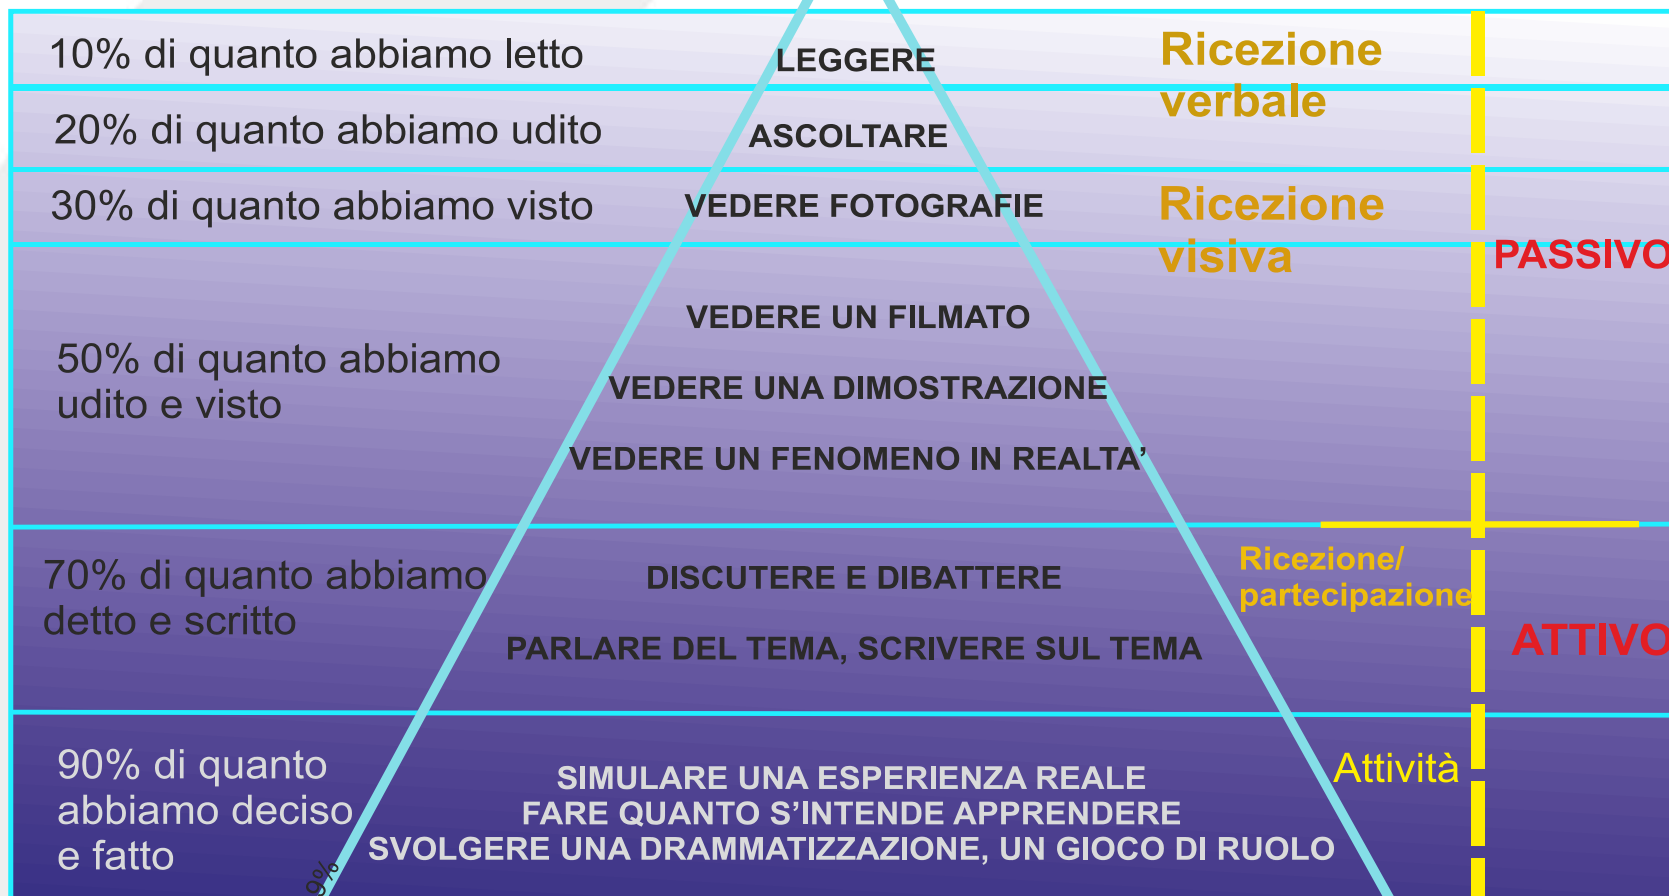 10% di quanto abbiamo letto
LEGGERE
Ricezione
verbale
20% di quanto abbiamo udito
ASCOLTARE
30% di quanto abbiamo visto
VEDERE FOTOGRAFIE
Ricezione
visiva
PASSIVO
VEDERE UN FILMATO
50% di quanto abbiamo
udito e visto
VEDERE UNA DIMOSTRAZIONE
VEDERE UN FENOMENO IN REALTA’
70% di quanto abbiamo
detto e scritto
DISCUTERE E DIBATTERE
PARLARE DEL TEMA, SCRIVERE SUL TEMA
Ricezione/
partecipazione
ATTIVO
90% di quanto
abbiamo deciso
e fatto
SIMULARE UNA ESPERIENZA REALE
FARE QUANTO S’INTENDE APPRENDERE
SVOLGERE UNA DRAMMATIZZAZIONE, UN GIOCO DI RUOLO
Attività
9%